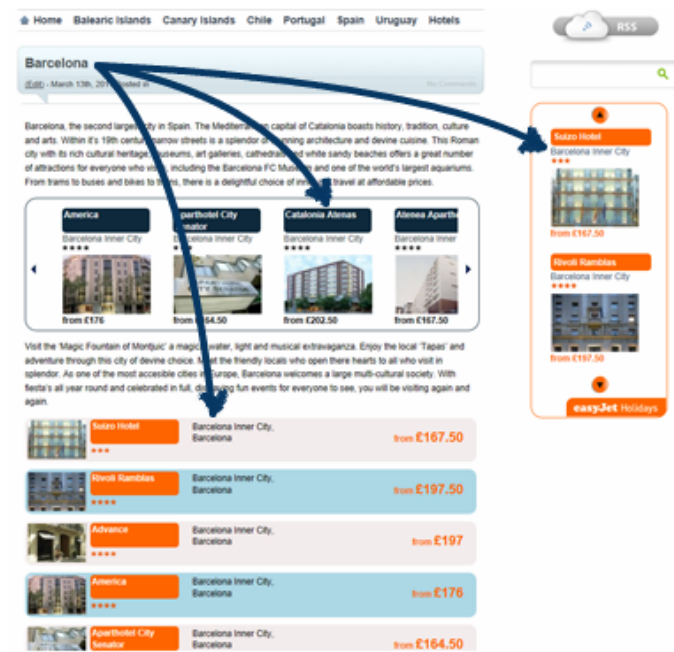 Home Balearic Islands Canary Islands Chile Portugal Spain Uruguay Hotels
RSS
Barcelona
(Edit) - March 13th, 201 Posted in
No Comments
Barcelona, the second largest city in Spain. The Mediterranean capital of Catalonia boasts history, tradition, culture
and arts. Within it's 19th century narrow streets is a splendor of stunning architecture and devine cuisine. This Roman
city with its rich cultural heritage, museums, art galleries, cathedrals and white sandy beaches offers a great number
of attractions for everyone who visit, including the Barcelona FC Museum and one of the world's largest aquariums.
From trams to buses and bikes to trains, there is a delightful choice of inner travel at affordable prices.
America
Barcelona Inner City
★★★★
from £176
Aparthotel City
Senator
Barcelona Inner City
★★★★
from £164.50
Catalonia Atenas
Barcelona Inner City
★★★★
from £202.50
Atenea Aparthe
Barcelona Inner
★★★★
from £167.50
Visit the 'Magic Fountain of Montjuic' a magical water, light and musical extravaganza. Enjoy the local 'Tapas' and
adventure through this city of devine choice. Meet the friendly locals who open there hearts to all who visit in
splendor. As one of the most accesible cities in Europe, Barcelona welcomes a large multi-cultural society. With
fiesta's all year round and celebrated in full, displaying fun events for everyone to see, you will be visiting again and
again.
Suizo Hotel
★★★
Barcelona Inner City,
Barcelona
from £167.50
Rivoli Ramblas
★★★★
Barcelona Inner City,
Barcelona
from £197.50
Advance
★★★★
Barcelona Inner City,
Barcelona
from £197
America
★★★★
Barcelona Inner City,
Barcelona
from £176
Aparthotel City
Senator
Barcelona Inner City,
Barcelona
from £164.50
Suizo Hotel
Barcelona Inner City
★★★
from £167.50
Rivoli Ramblas
Barcelona Inner City
★★★★
from £197.50
easyJet Holidays